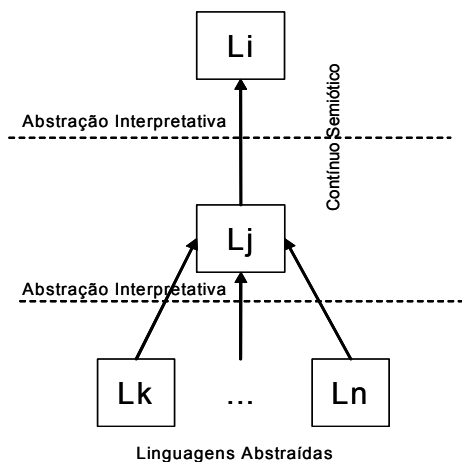 Li
Abstração Interpretativa
Contínuo Semiótico
Lj
Abstração Interpretativa
Lk
...
Ln
Linguagens Abstraídas